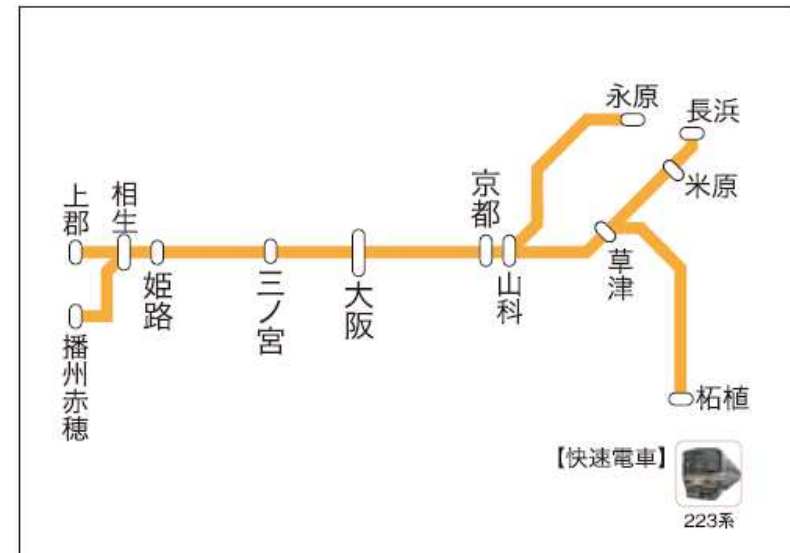 永原
長浜
米原
京都
相生
上郡
山科
草津
姫路
三ノ宮
大阪
播州赤穂
柘植
【快速電車】
223系